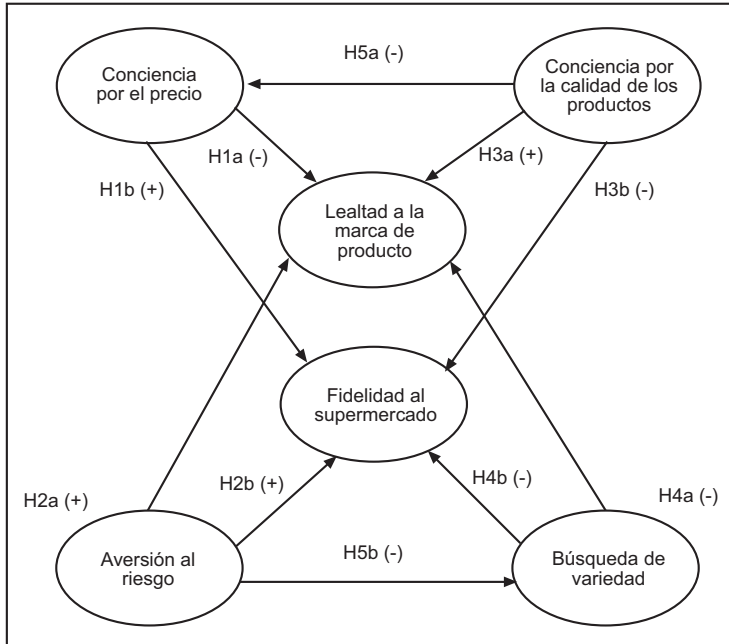 H5a (-)
Conciencia
por el precio
Conciencia por
la calidad de los
productos
H1a (-)
H3a (+)
H1b (+)
H3b (-)
Lealtad a la
marca de
producto
Fidelidad al
supermercado
H2b (+)
H4b (-)
H2a (+)
H4a (-)
Aversión al
riesgo
H5b (-)
Búsqueda de
variedad